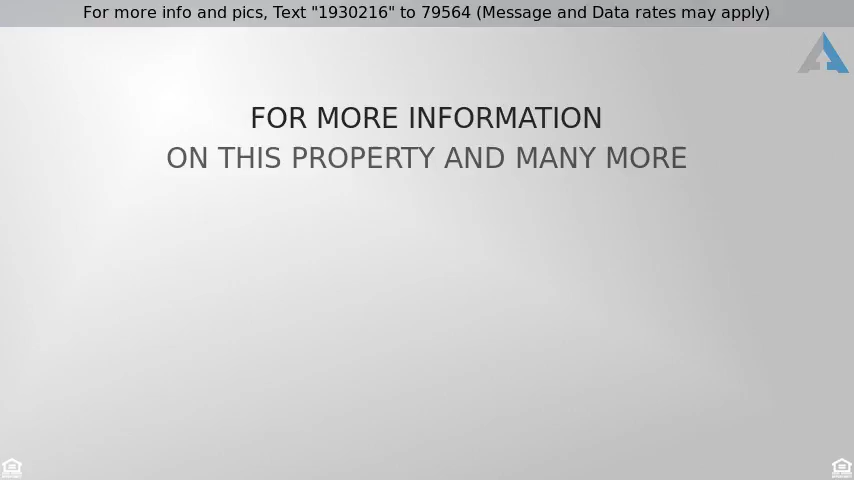 For more info and pics, Text "1930216" to 79564 (Message and Data rates may apply)
FOR MORE INFORMATION
ON THIS PROPERTY AND MANY MORE